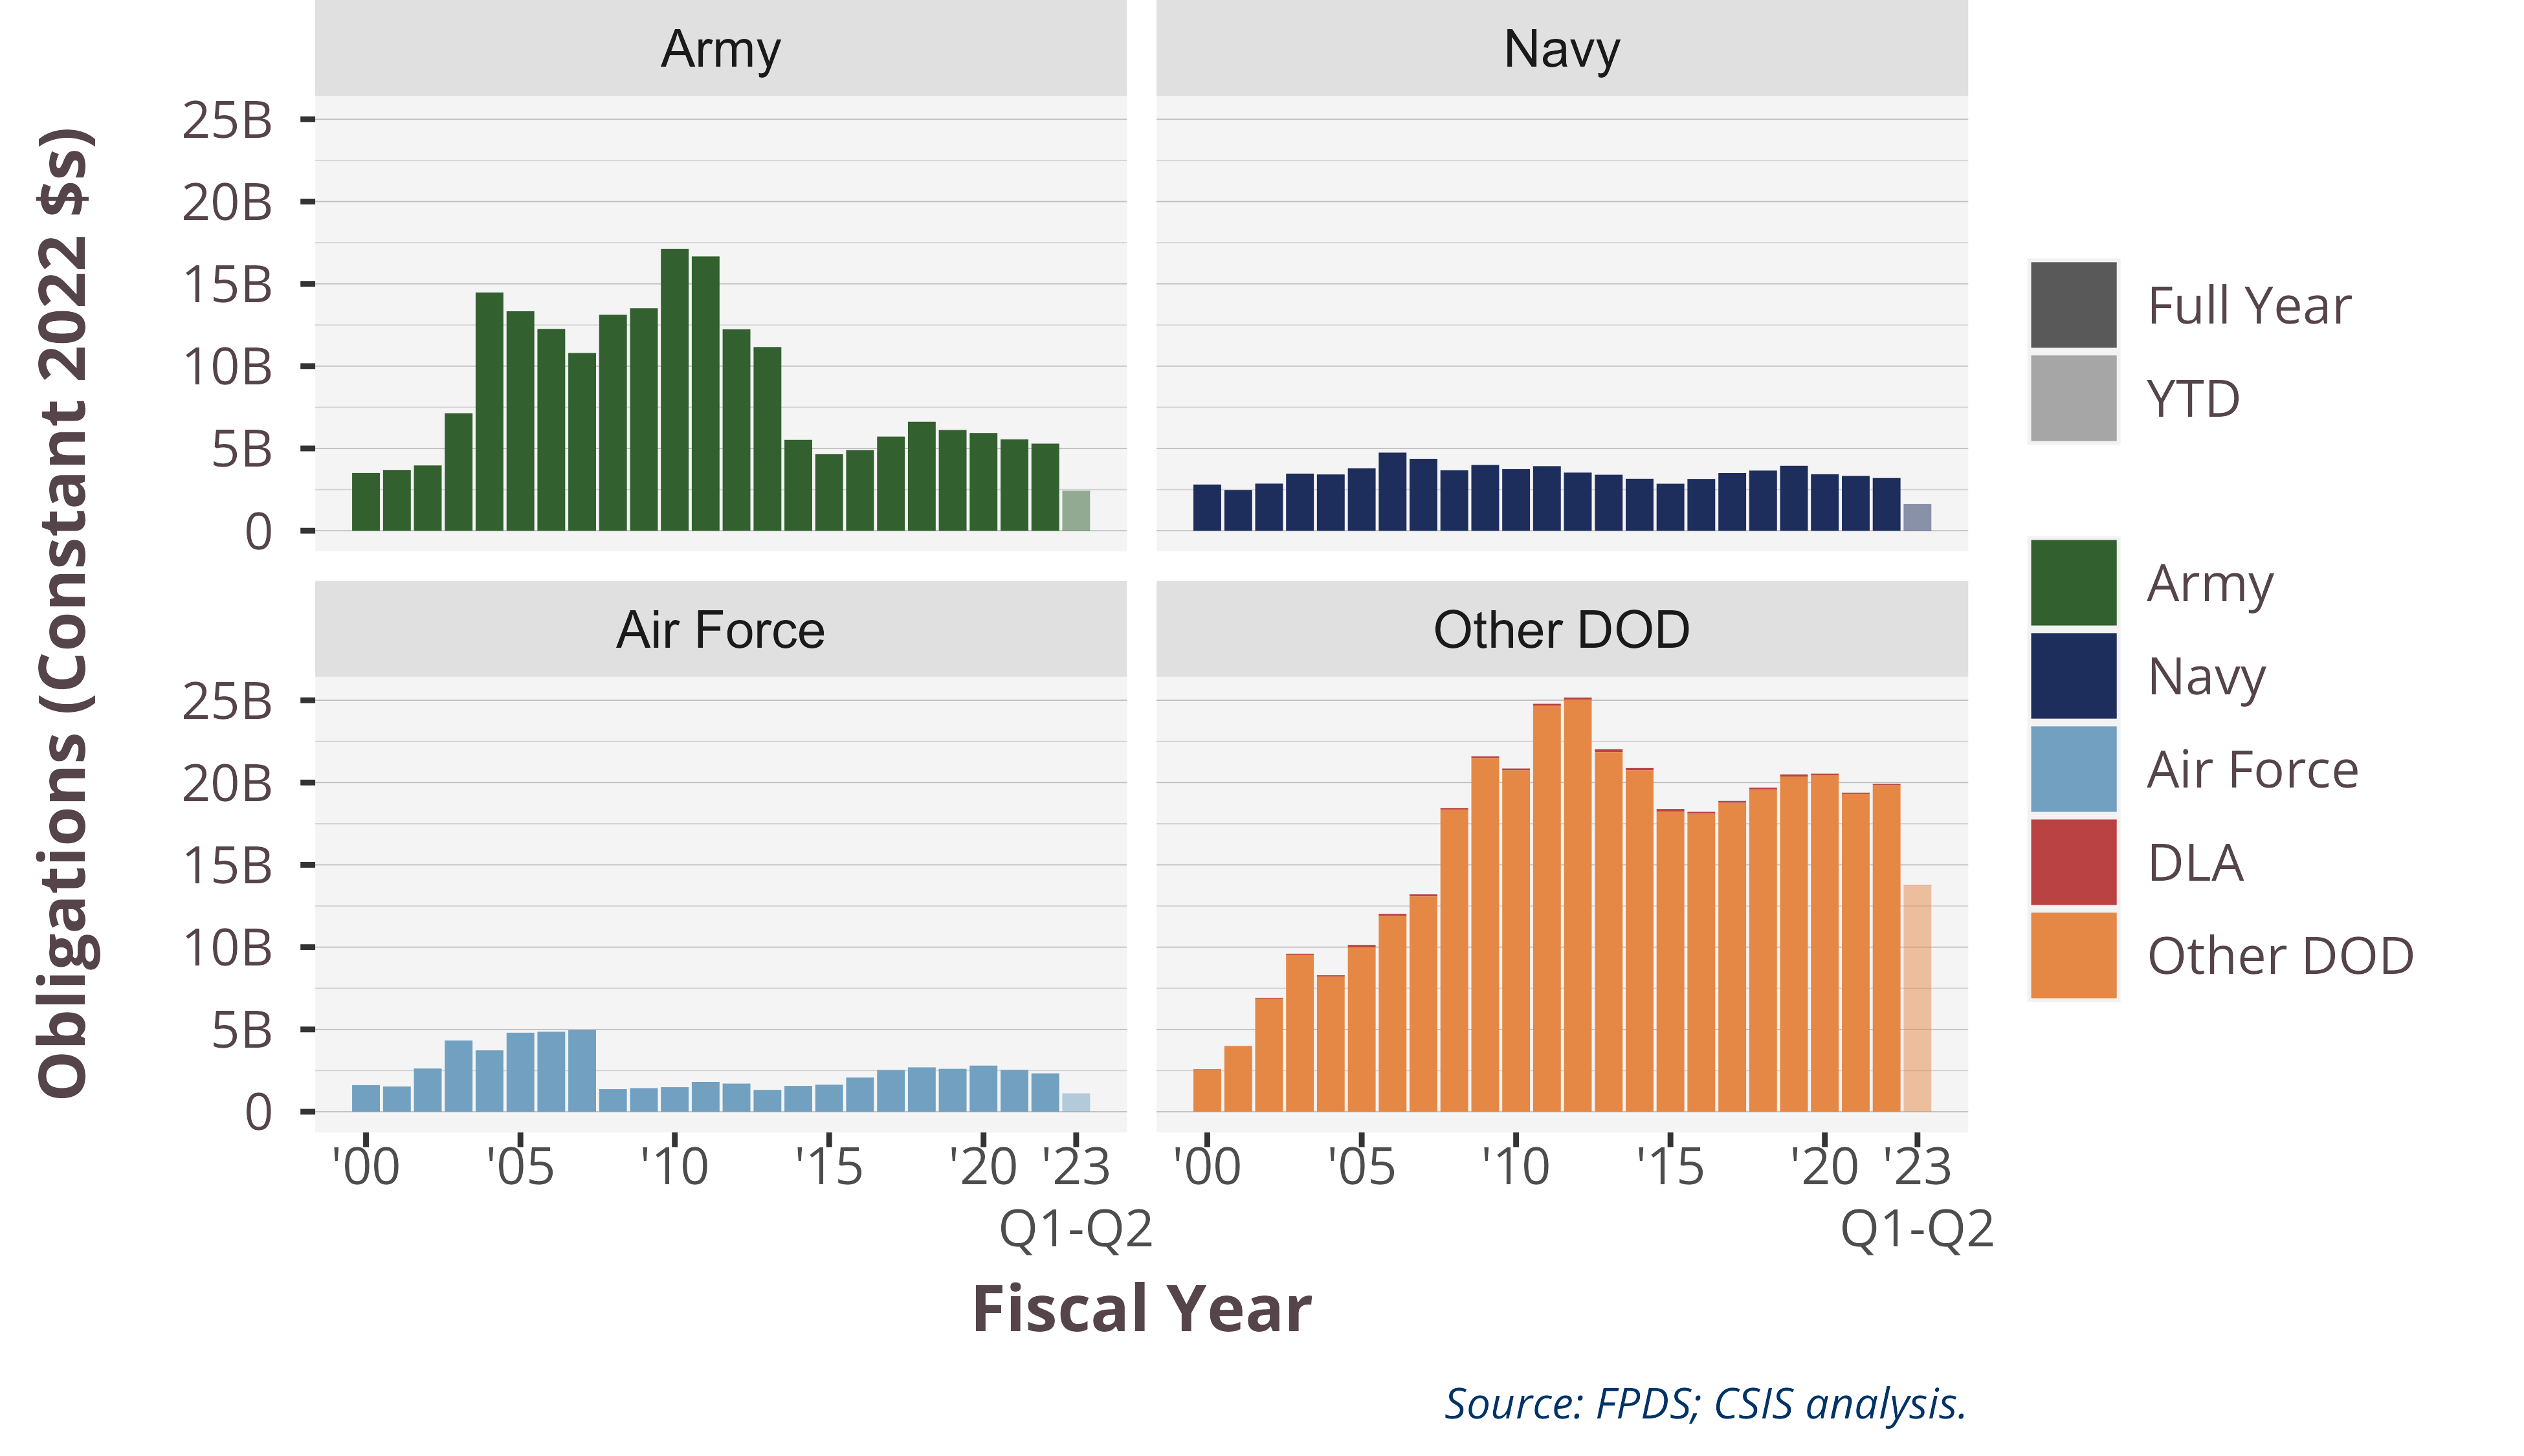 Army
Navy
25B
20B
15B
10B
5B
0
Air Force
Other DOD
25B
20B
15B
10B
5B
0
'00 '05 '10 '15 '20 '23
Q1-Q2
'00 '05 '10 '15 '20 '23
Q1-Q2
Fiscal Year
Obligations (Constant 2022 $s)
Full Year
YTD
Army
Navy
Air Force
DLA
Other DOD
Source: FPDS; CSIS analysis.